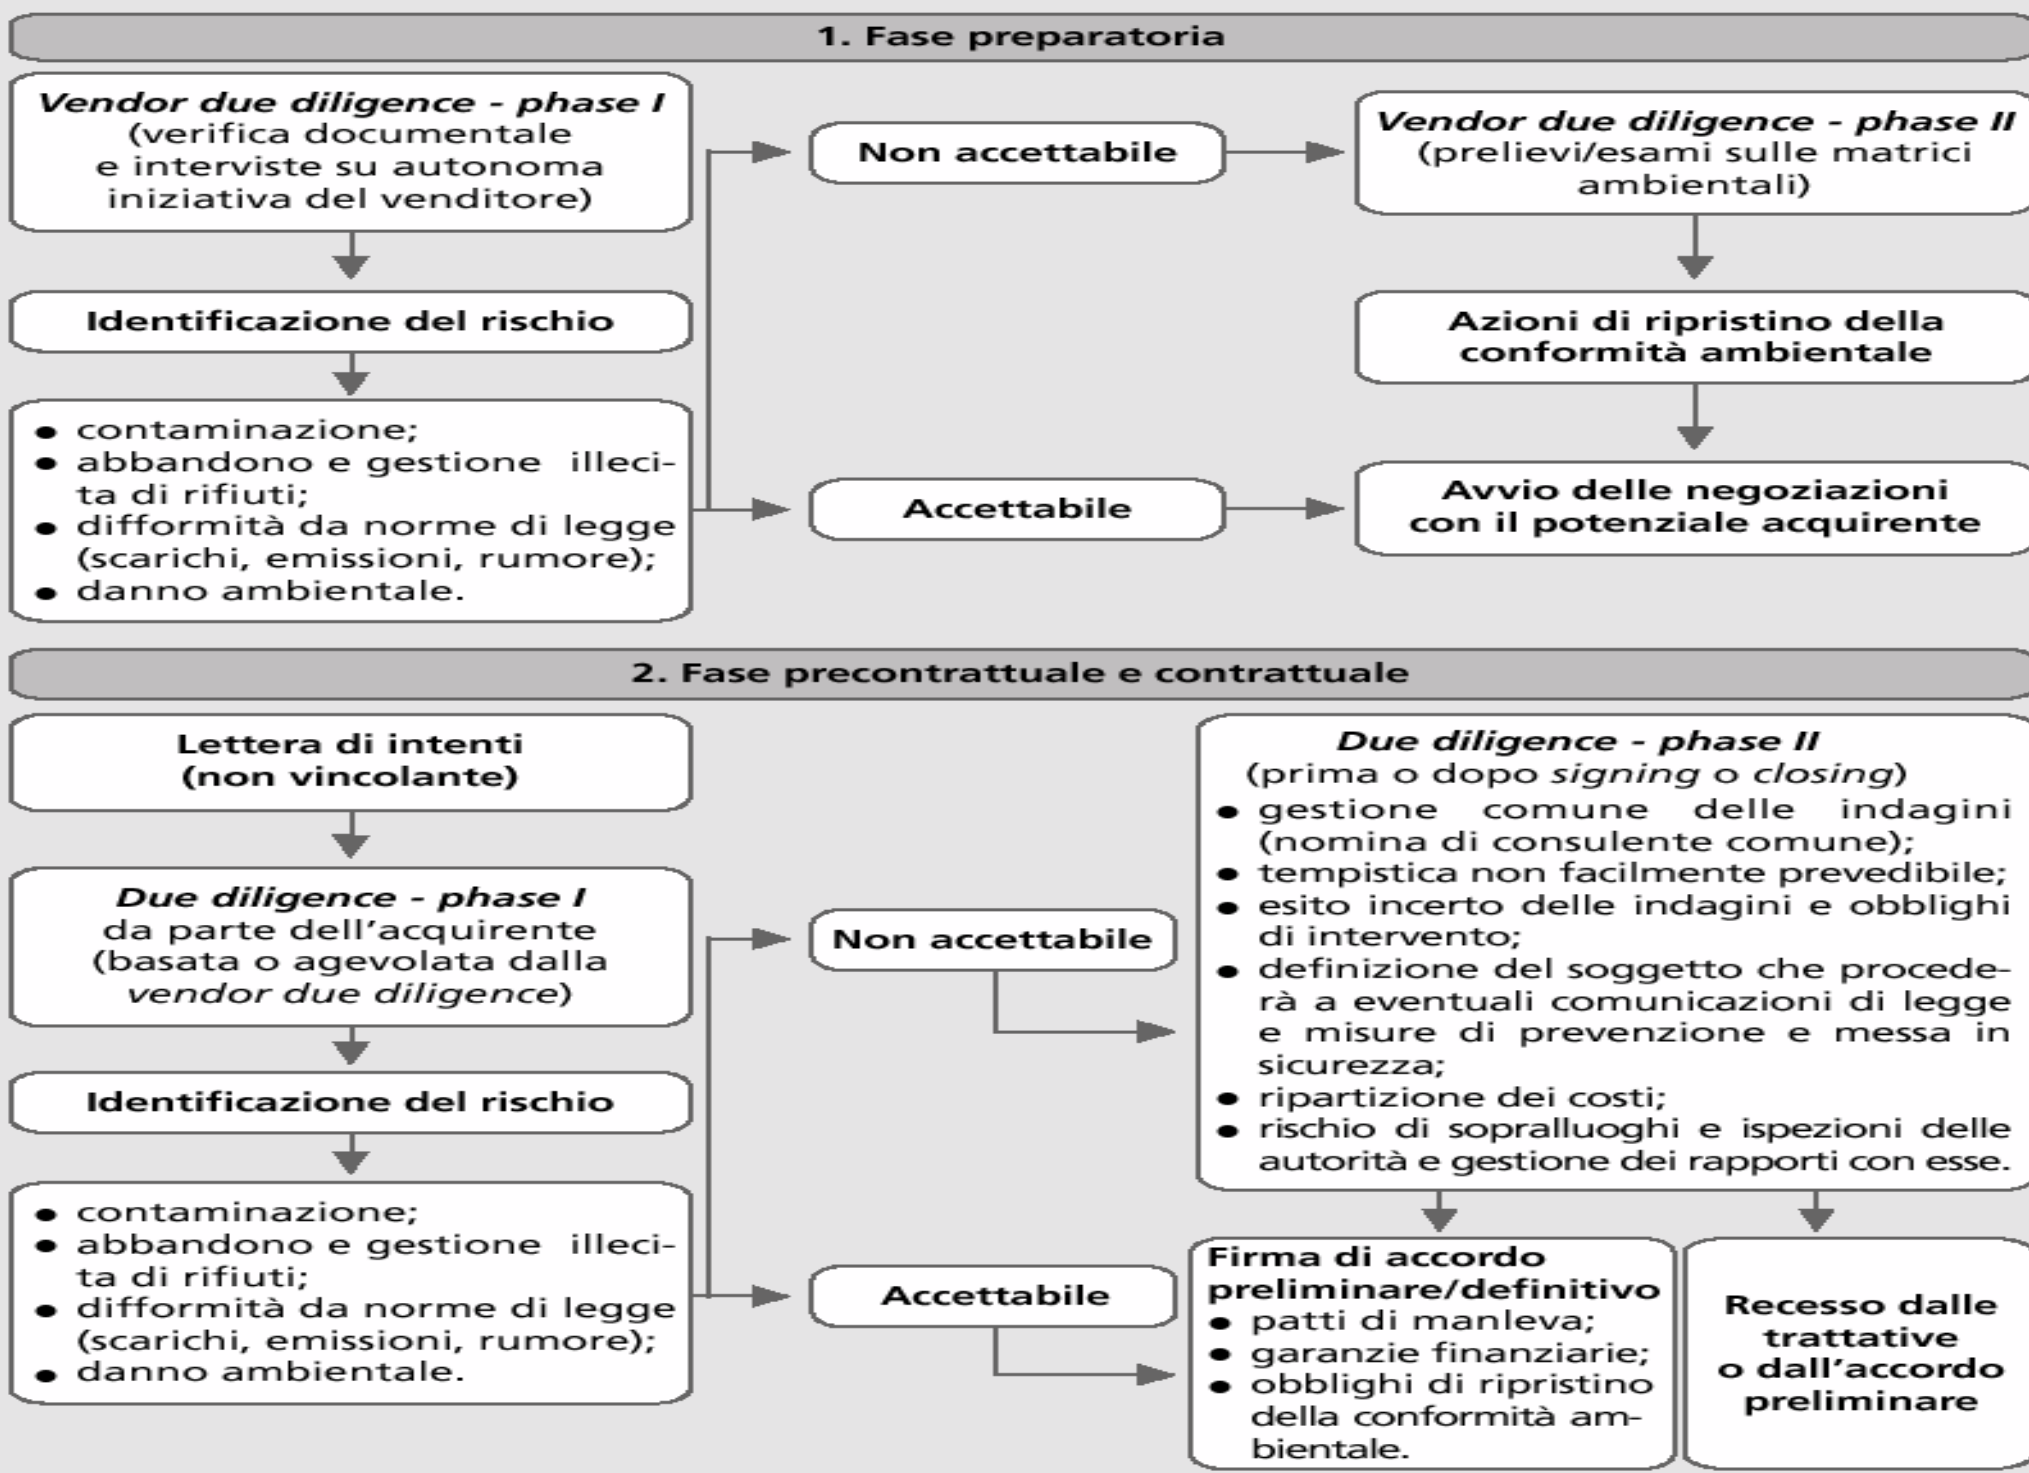 1. Fase preparatoria
Vendor due diligence - phase I
(verifica documentale
e interviste su autonoma
iniziativa del venditore)
Identificazione del rischio
● contaminazione;
● abbandono e gestione illeci-
ta di rifiuti;
● difformità da norme di legge
(scarichi, emissioni, rumore);
● danno ambientale.
Non accettabile
Accettabile
Vendor due diligence - phase II
(prelievi/esami sulle matrici
ambientali)
Azioni di ripristino della
conformità ambientale
Avvio delle negoziazioni
con il potenziale acquirente
2. Fase precontrattuale e contrattuale
Lettera di intenti
(non vincolante)
Due diligence - phase I
da parte dell'acquirente
(basata o agevolata dalla
vendor due diligence)
Identificazione del rischio
● contaminazione;
● abbandono e gestione illeci-
ta di rifiuti;
● difformità da norme di legge
(scarichi, emissioni, rumore);
● danno ambientale.
Non accettabile
Accettabile
Due diligence - phase II
(prima o dopo signing o closing)
● gestione comune delle indagini
(nomina di consulente comune);
● tempistica non facilmente prevedibile;
● esito incerto delle indagini e obblighi
di intervento;
● definizione del soggetto che procede-
rà a eventuali comunicazioni di legge
e misure di prevenzione e messa in
sicurezza;
● ripartizione dei costi;
● rischio di sopralluoghi e ispezioni delle
autorità e gestione dei rapporti con esse.
Firma di accordo
preliminare/definitivo
● patti di manleva;
● garanzie finanziarie;
● obblighi di ripristino
della conformità am-
bientale.
Recesso dalle
trattative
o dall'accordo
preliminare